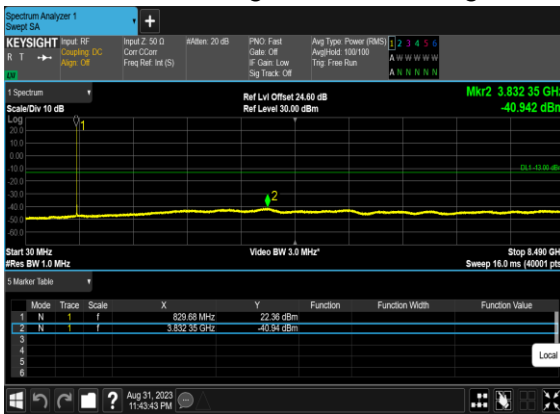 Spectrum Analyzer 1
Swept SA
+
KEYSIGHT Input: RF Input Z: 50 Ω #Atten: 20 dB PNO: Fast Avg Type: Power (RMS) 1 2 3 4 5 6
R T Coupling: DC Corr CCorr Gate: Off Avg|Hold: 100/100 A W W W W W
Align: Off Freq Ref: Int (S) IF Gain: Low Trig: Free Run
LV Sig Track: Off A N N N N N
1 Spectrum Ref Lvl Offset 24.60 dB Mkr2 3.832 35 GHz
Scale/Div 10 dB Ref Level 30.00 dBm -40.942 dBm
Log
20.0 1
10.0
0.00
-10.0 DL1 -13.00 dBm
-20.0
-30.0
-40.0 2
-50.0
-60.0
Start 30 MHz Video BW 3.0 MHz* Stop 8.490 GH
#Res BW 1.0 MHz Sweep 16.0 ms (40001 pts
5 Marker Table
Mode Trace Scale X Y Function Function Width Function Value
1 N 1 f 829.68 MHz 22.36 dBm
2 N 1 f 3.832 35 GHz -40.94 dBm
3
4
5
6
Local
? Aug 31, 2023
11:43:43 PM